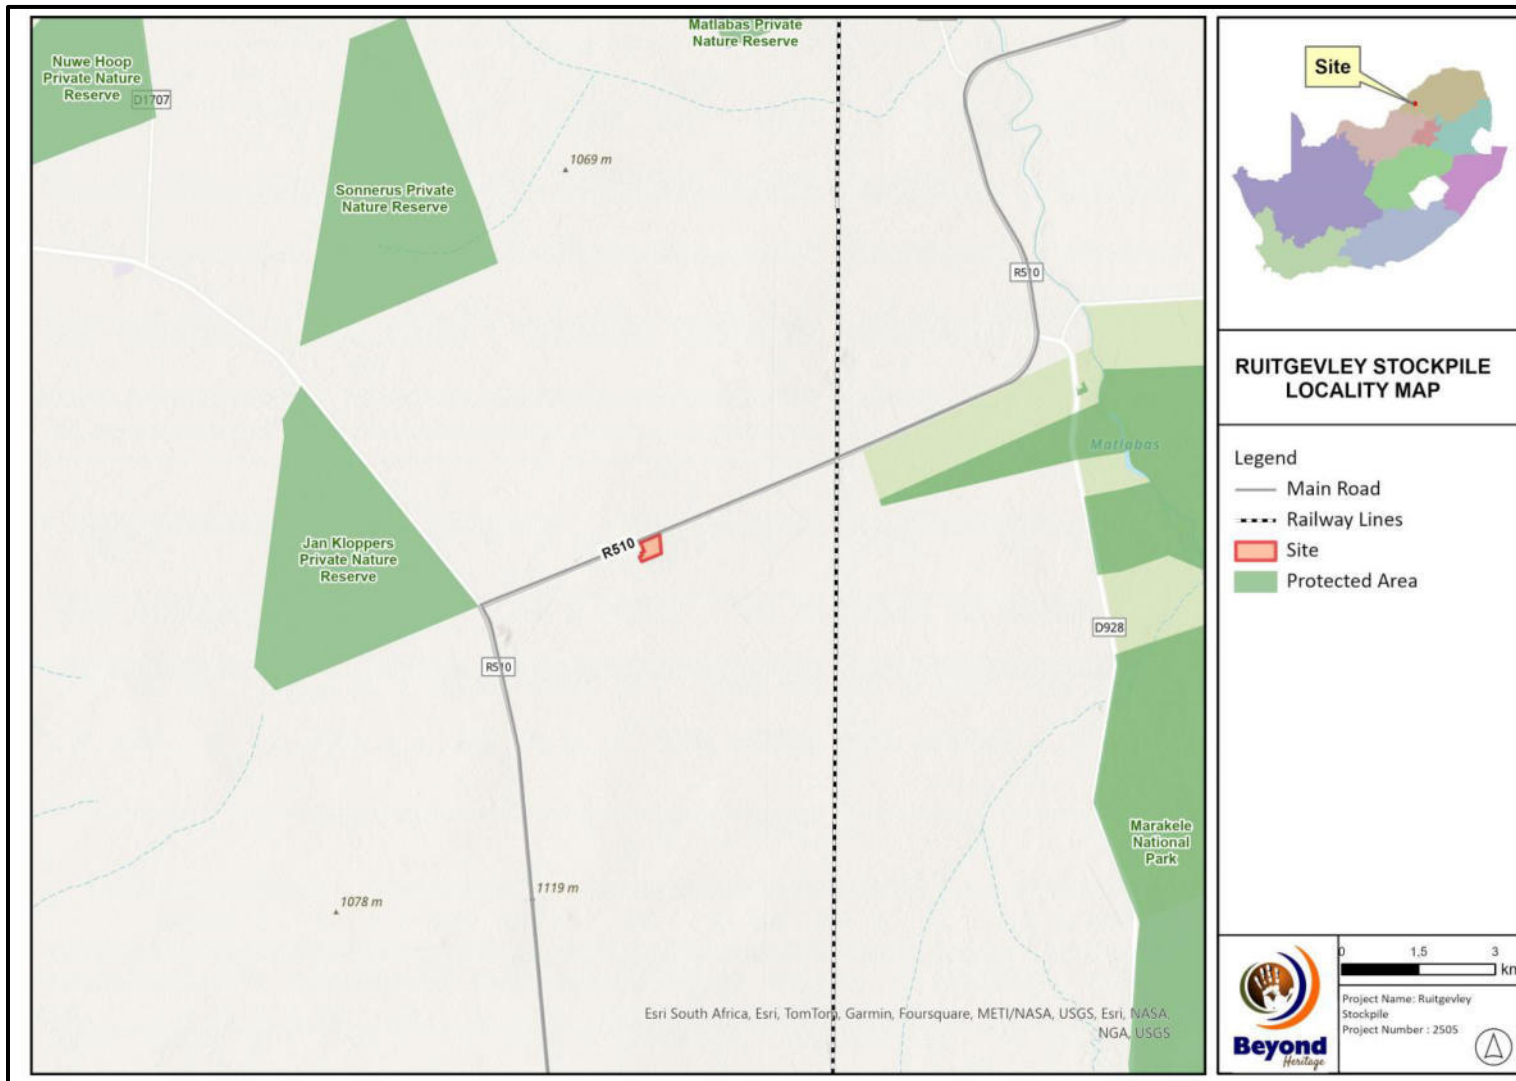 Matlabas Private
Nature Reserve
Nuwe Hoop
Private Nature
Reserve
D1707
1069 m
Sonnerus Private
Nature Reserve
R510
Matlabas
Jan Kloppers
Private Nature
Reserve
R510
D928
R510
Marakele
National
Park
1119 m
1078 m
Esri South Africa, Esri, TomTom, Garmin, Foursquare, METI/NASA, USGS, Esri, NASA,
NGA, USGS
Site
RUITGEVLEY STOCKPILE
LOCALITY MAP
Legend
Main Road
Railway Lines
Site
Protected Area
Beyond
Heritage
0 1,5 3
km
Project Name: Ruitgevley
Stockpile
Project Number : 2505